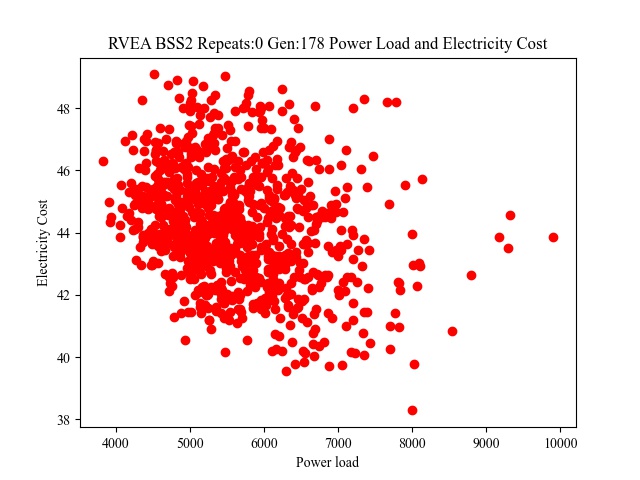 RVEA BSS2 Repeats:0 Gen:178 Power Load and Electricity Cost
48
46
44
42
40
38
Electricity Cost
4000 5000 6000 7000 8000 9000 10000
Power load